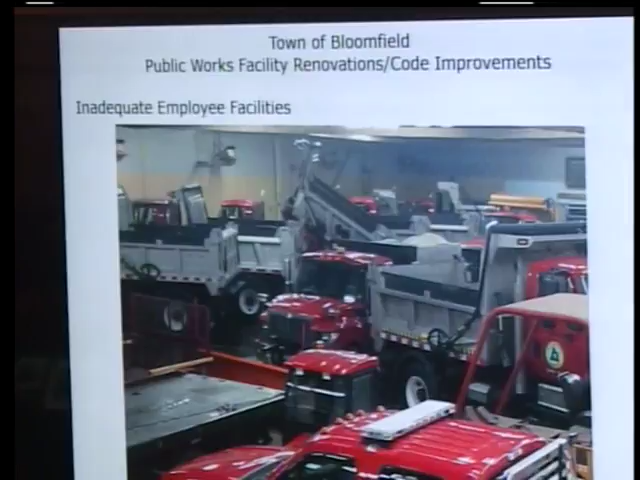 Town of Bloomfield
Public Works Facility Renovations/Code Improvements
Inadequate Employee Facilities